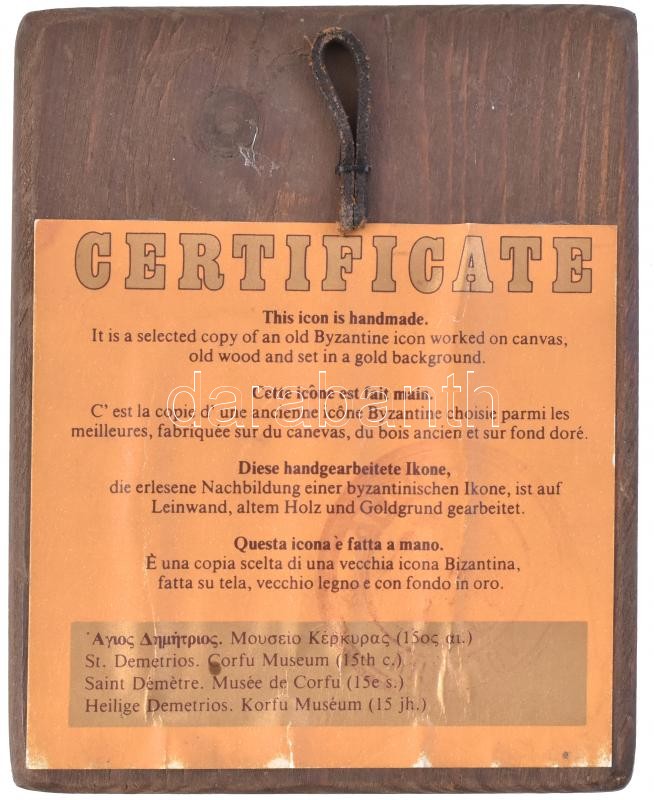 CERTIFICATE
This icon is handmade.
It is a selected copy of an old Byzantine icon worked on canvas,
old wood and set in a gold background.
darabanth
Cette icône est fait main.
C' est la copie d' une ancienne icône Byzantine choisie parmi les
meilleures, fabriquée sur du canevas, du bois ancien et sur fond doré.
Diese handgearbeitete Ikone,
die erlesene Nachbildung einer byzantinischen Ikone, ist auf
Leinwand, altem Holz und Goldgrund gearbeitet.
Questa icona è fatta a mano.
È una copia scelta di una vecchia icona Bizantina,
fatta su tela, vecchio legno e con fondo in oro.
Ἅγιος Δημήτριος. Μουσείο Κέρκυρας (15ος αι.)
St. Demetrios. Corfu Museum (15th c.)
Saint Démètre. Musée de Corfu (15e s.)
Heilige Demetrios. Korfu Muséum (15 jh.)